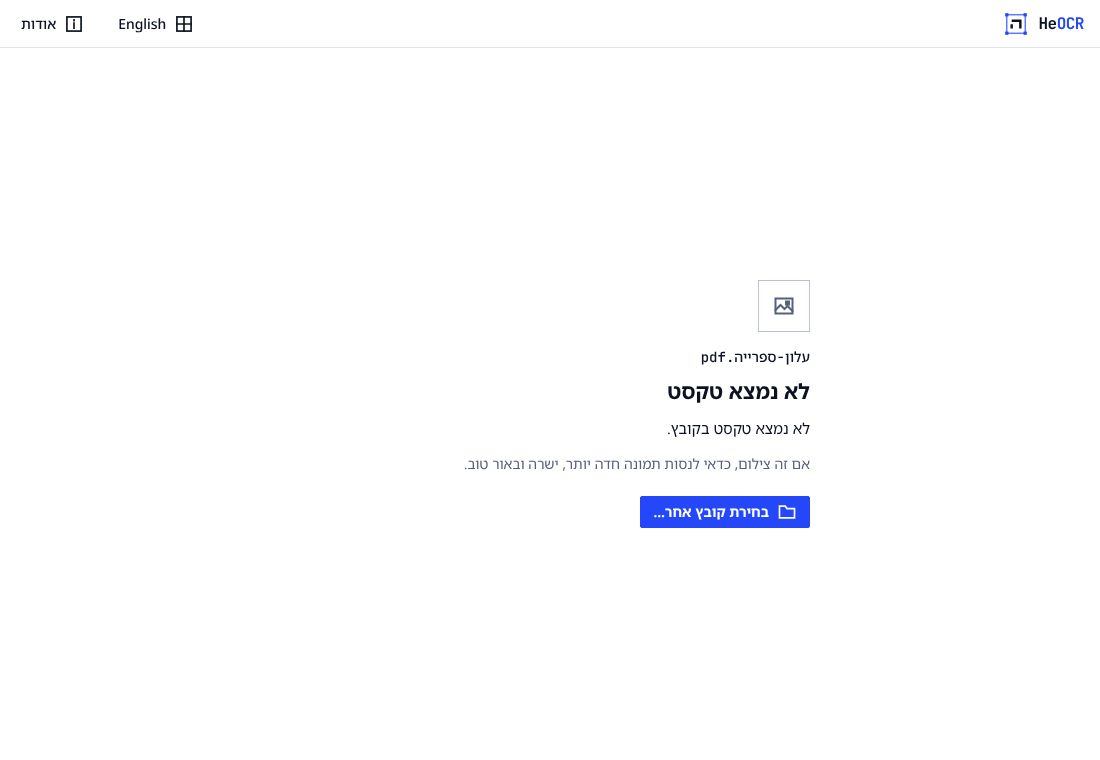 HeOCR
English
אודות
עלון-ספרייה.pdf
לא נמצא טקסט
לא נמצא טקסט בקובץ.
אם זה צילום, כדאי לנסות תמונה חדה יותר, ישרה ובאור טוב.
בחירת קובץ אחר...